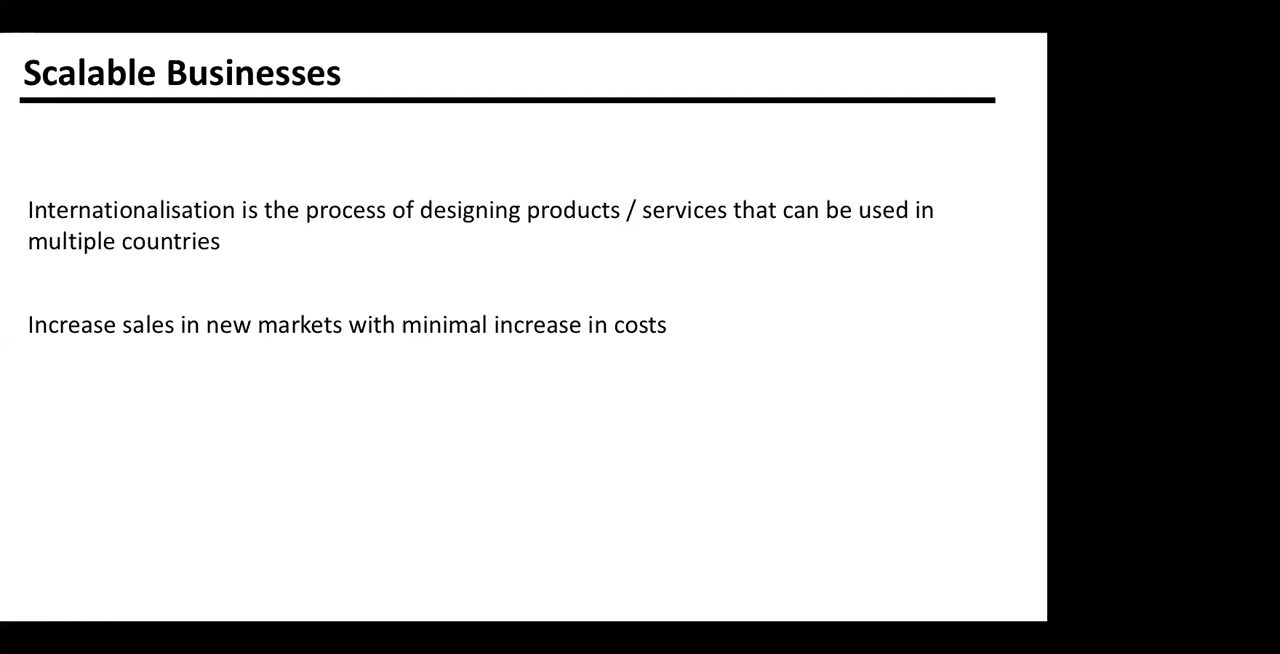 Scalable Businesses
Internationalisation is the process of designing products / services that can be used in
multiple countries
Increase sales in new markets with minimal increase in costs